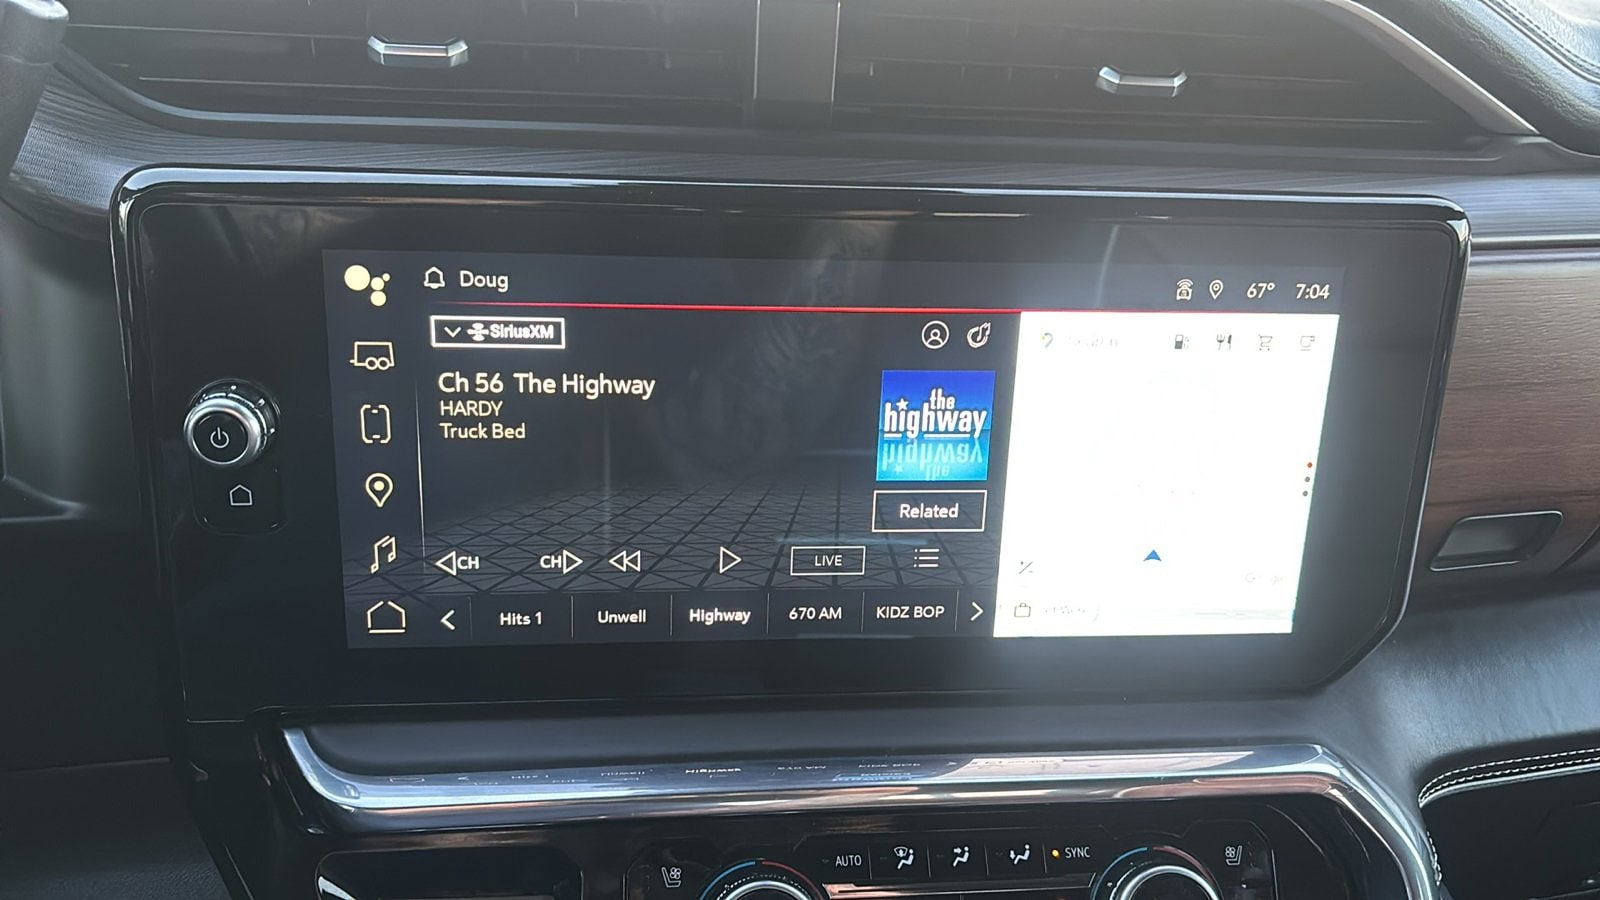 Doug
67° 7:04
SiriusXM
Ch 56 The Highway
HARDY
Truck Bed
the
highway
Related
CH
CH
LIVE
Hits 1
Unwell
Highway
670 AM
KIDZ BOP
Google
AUTO
SYNC